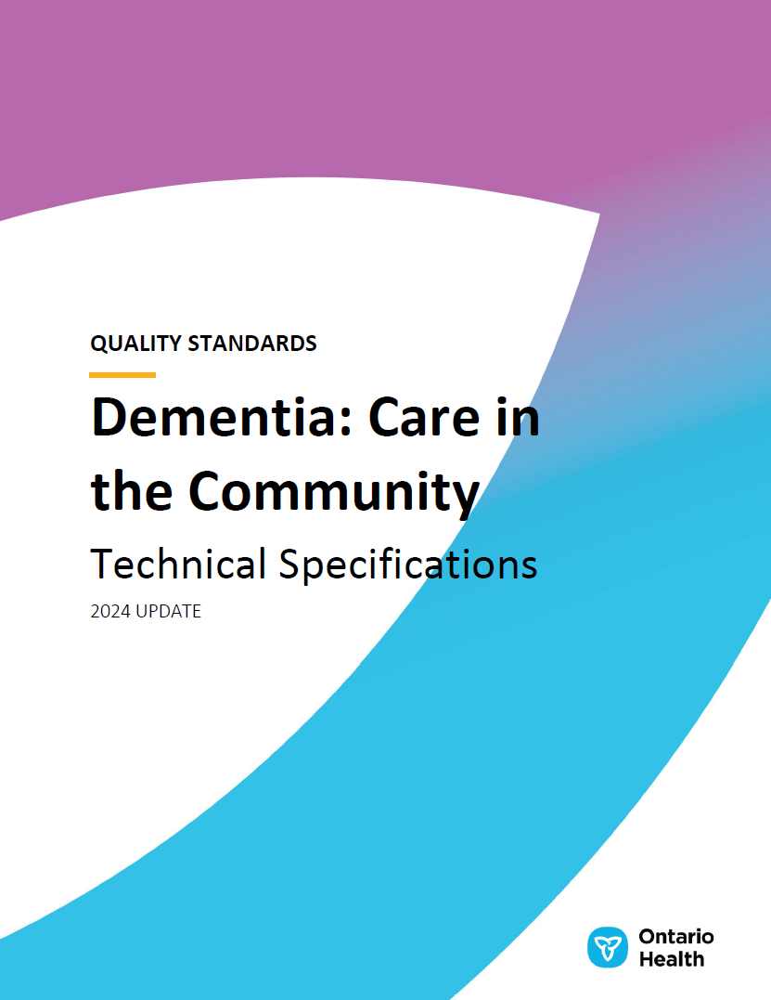 QUALITY STANDARDS
Dementia: Care in
the Community
Technical Specifications
2024 UPDATE
Ontario
Health